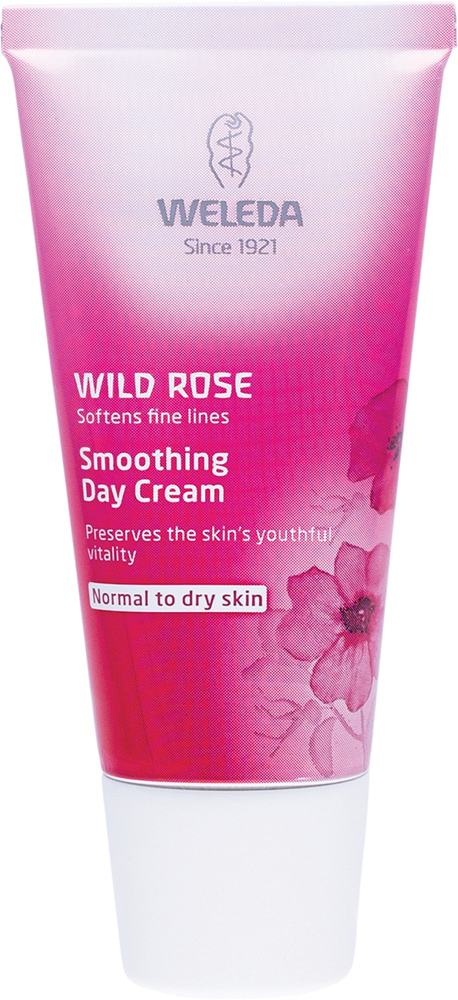 WELEDA
Since 1921
WILD ROSE
Softens fine lines
Smoothing
Day Cream
Preserves the skin's youthful
vitality
Normal to dry skin